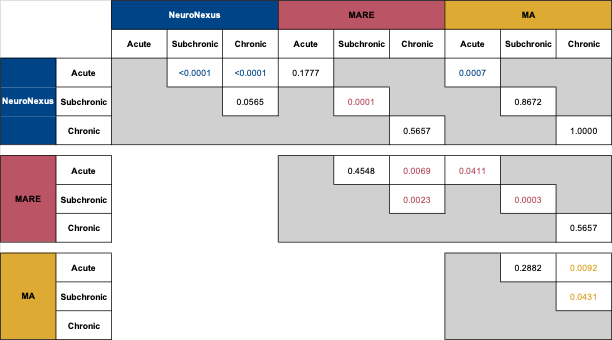 NeuroNexus MARE MA
Acute Subchronic Chronic Acute Subchronic Chronic Acute Subchronic Chronic
NeuroNexus Acute <0.0001 <0.0001 0.1777 0.0007
Subchronic 0.0565 0.0001 0.8672
Chronic 0.5657 1.0000
MARE Acute 0.4548 0.0069 0.0411
Subchronic 0.0023 0.0003
Chronic 0.5657
MA Acute 0.2882 0.0092
Subchronic 0.0431
Chronic